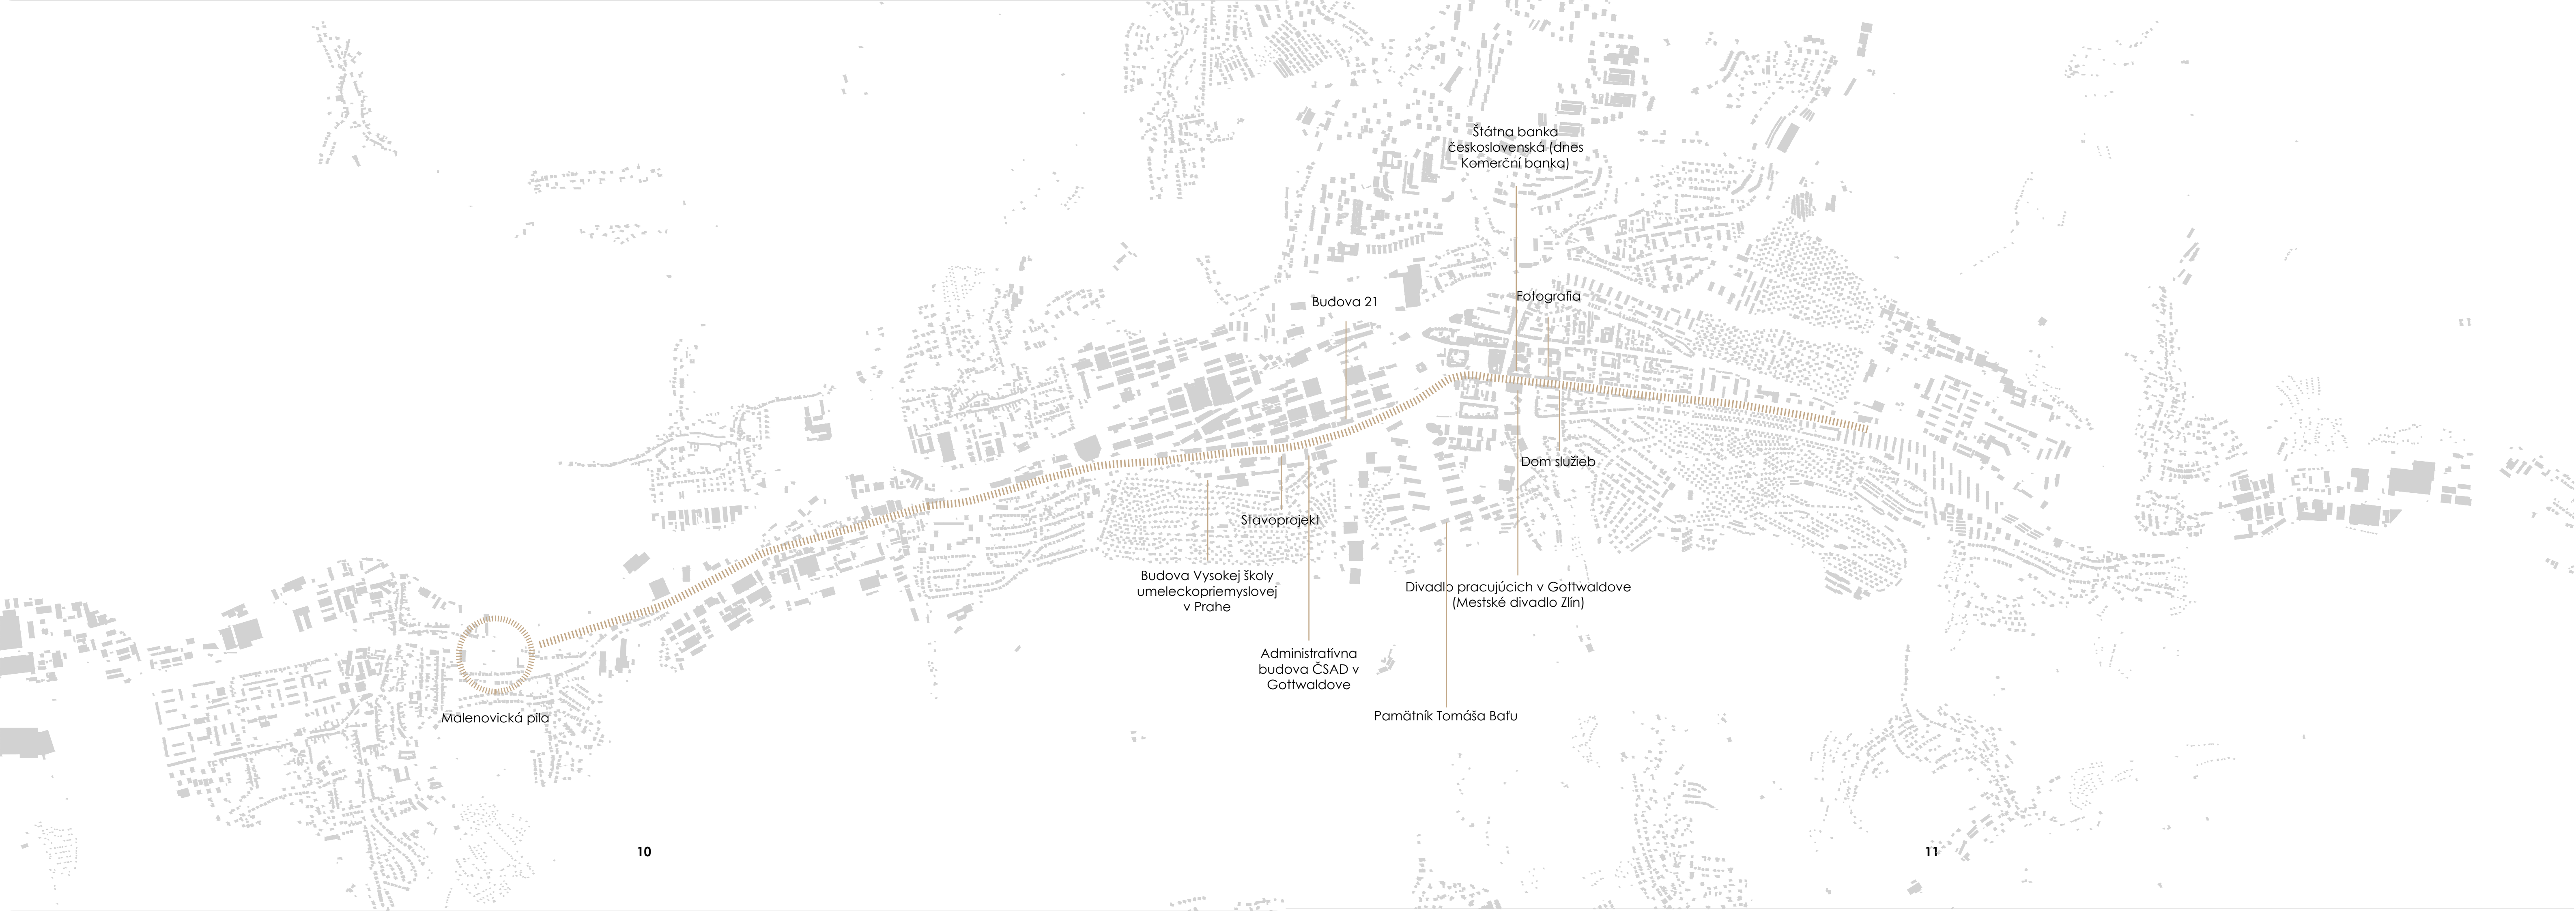 Štátna banka
československá (dnes
Komerční banka)
Fotografia
Budova 21
Dom služieb
Stavoprojekt
Budova Vysokej školy
umeleckopriemyslovej
v Prahe
Divadlo pracujúcich v Gottwaldove
(Mestské divadlo Zlín)
Administratívna
budova ČSAD v
Gottwaldove
Pamätník Tomáša Baťu
Malenovická pila
10
11